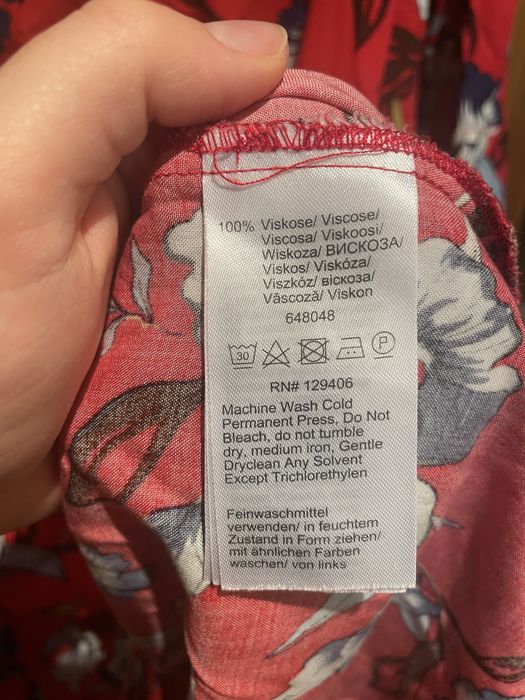 100% Viskose/ Viscose/
Viscosa/ Viskoosi/
Wiskoza/ ВИСКОЗА/
Viskos/ Viskóza/
Viszkóz/ віскоза/
Vâscoză/ Viskon
648048
30 P
RN# 129406
Machine Wash Cold
Permanent Press, Do Not
Bleach, do not tumble
dry, medium iron, Gentle
Dryclean Any Solvent
Except Trichlorethylen
Feinwaschmittel
verwenden/ in feuchtem
Zustand in Form ziehen/
mit ähnlichen Farben
waschen/ von links